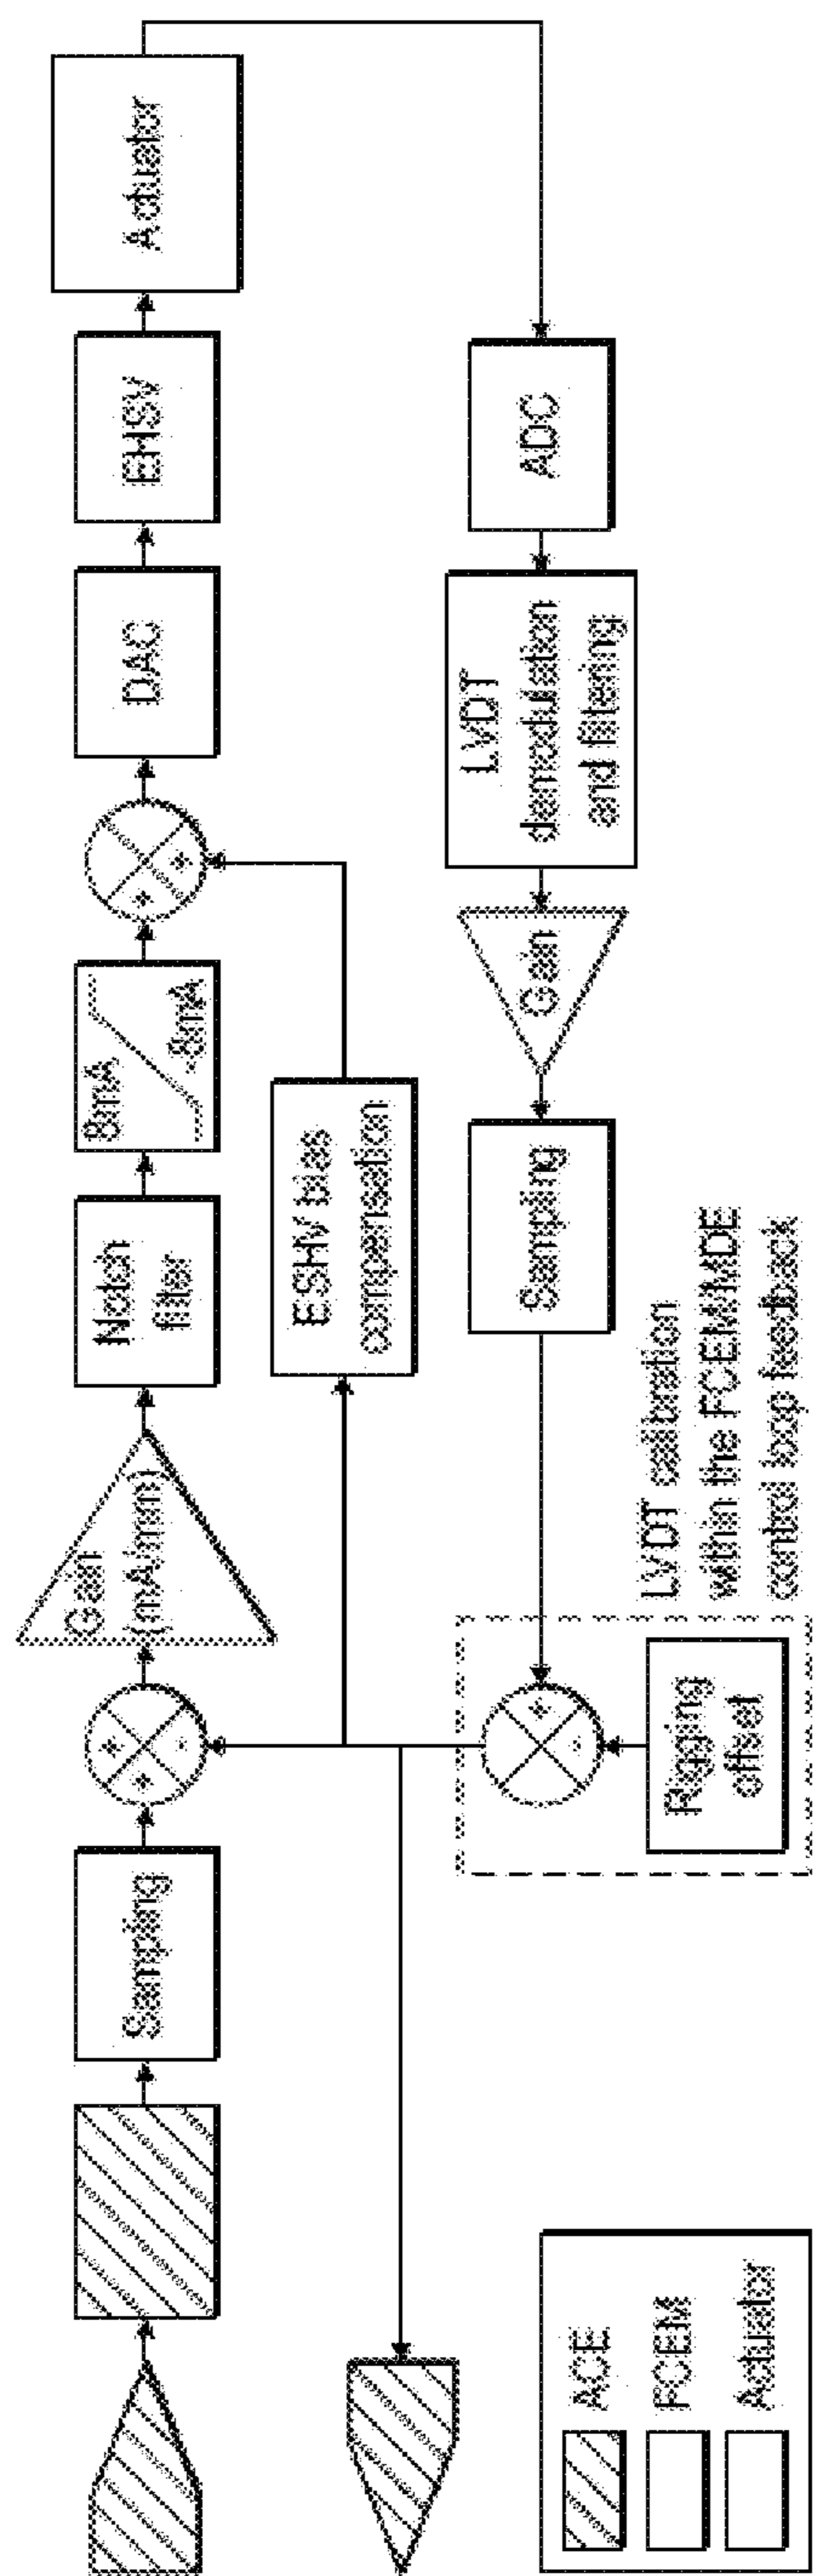 Sampling
Gain
(mA/mm)
Notch
filter
8mA
-8mA
DAC
EHSV
Actuator
ESHV bias
compensation
ADC
LVDT
demodulation
and filtering
Gain
Sampling
LVDT calibration
within the FCEM/MDE
control loop feedback
Rigging
offset
ACE
FCEM
Actuator